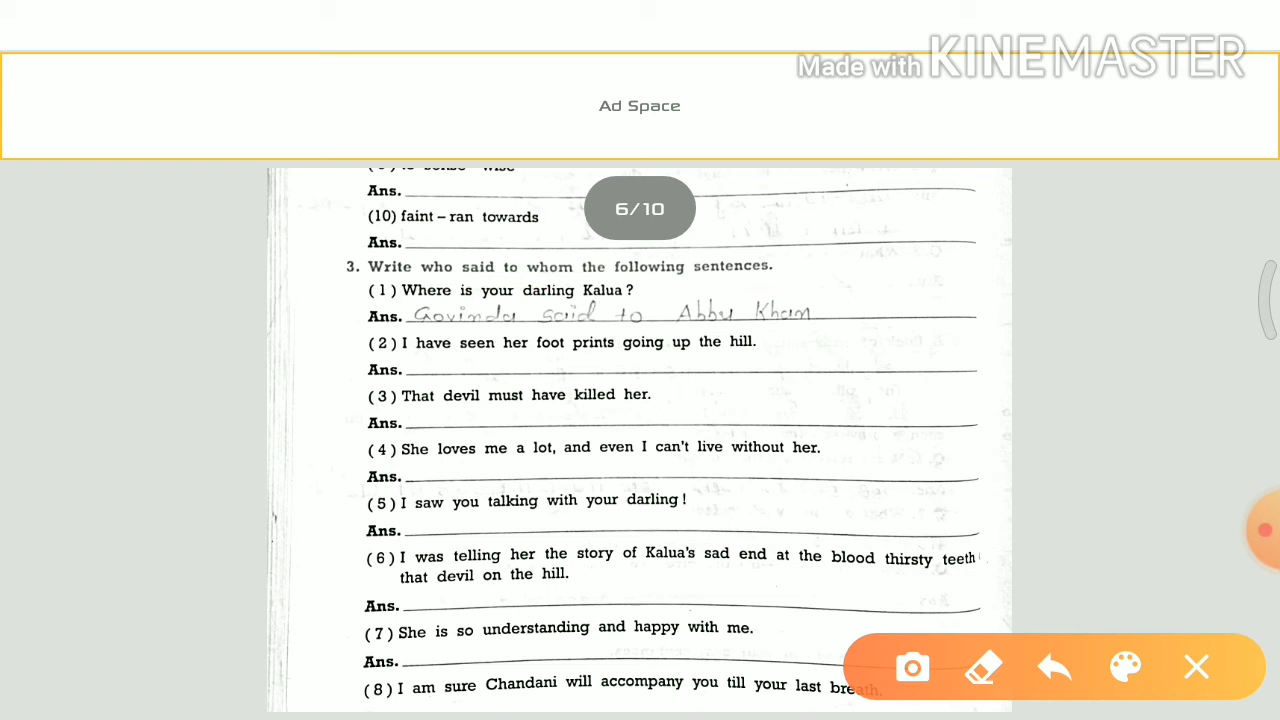 Made with KINEMASTER
Ad Space
Ans.
6/10
(10) faint – ran towards
Ans.
3. Write who said to whom the following sentences.
(1) Where is your darling Kalua?
Ans. Govinda said to Abbu Khan
(2) I have seen her foot prints going up the hill.
Ans.
(3) That devil must have killed her.
Ans.
(4) She loves me a lot, and even I can't live without her.
Ans.
(5) I saw you talking with your darling!
Ans.
(6) I was telling her the story of Kalua's sad end at the blood thirsty teeth
that devil on the hill.
Ans.
(7) She is so understanding and happy with me.
Ans.
(8) I am sure Chandani will accompany you till your last breath.